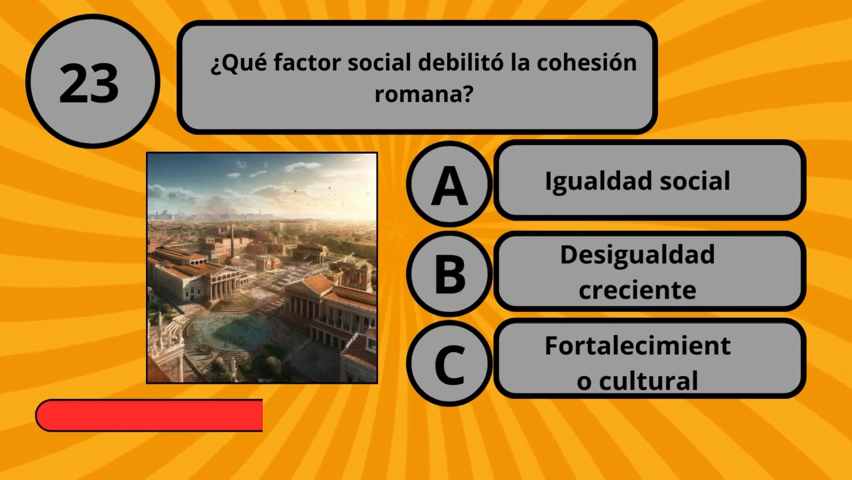 23
¿Qué factor social debilitó la cohesión
romana?
A
Igualdad social
B
Desigualdad
creciente
C
Fortalecimient
o cultural